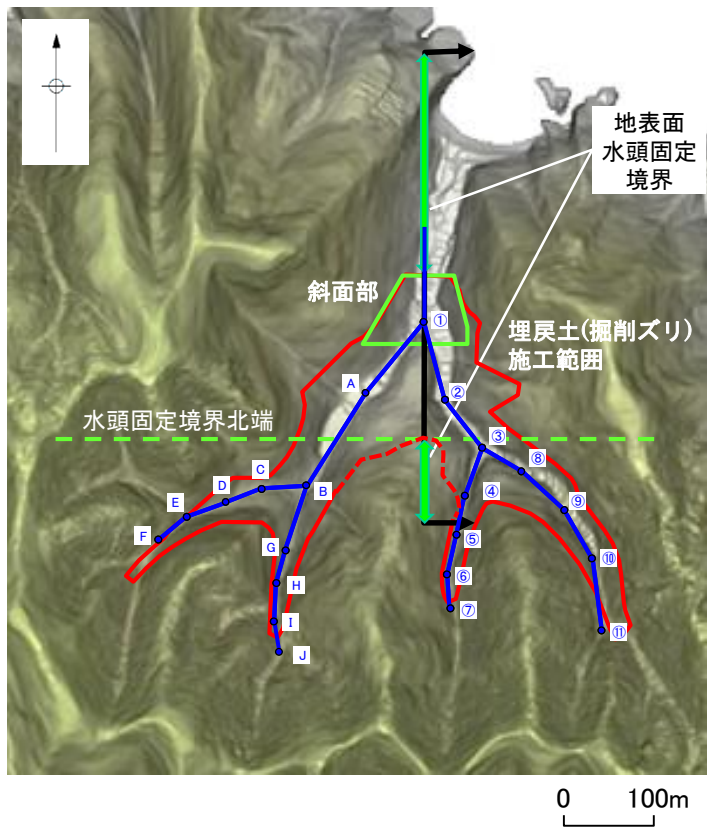 地表面
水頭固定
境界
斜面部
①
埋戻土(掘削ズリ)
施工範囲
A
②
水頭固定境界北端
③
⑧
B
C
D
E
④
⑨
F
⑤
G
⑩
⑥
H
⑦
I
⑪
J
0 100m